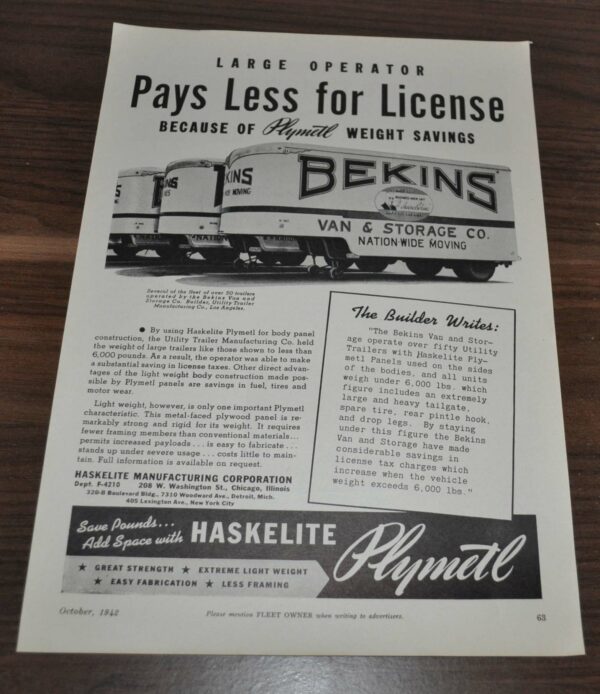 LARGE OPERATOR
Pays Less for License
BECAUSE OF Plymetl WEIGHT SAVINGS
BEKINS
VAN & STORAGE CO.
NATION-WIDE MOVING
Several of the fleet of over 50 trailers
operated by the Bekins Van and
Storage Co. Builder, Utility Trailer
Manufacturing Co., Los Angeles.
● By using Haskelite Plymetl for body panel
construction, the Utility Trailer Manufacturing Co. held
the weight of large trailers like those shown to less than
6,000 pounds. As a result, the operator was able to make
a substantial saving in license taxes. Other direct advan-
tages of the light weight body construction made pos-
sible by Plymetl panels are savings in fuel, tires and
motor wear.
Light weight, however, is only one important Plymetl
characteristic. This metal-faced plywood panel is re-
markably strong and rigid for its weight. It requires
fewer framing members than conventional materials...
permits increased payloads . . . is easy to fabricate . . .
stands up under severe usage . . . costs little to main-
tain. Full information is available on request.
HASKELITE MANUFACTURING CORPORATION
Dept. F-4210 208 W. Washington St., Chicago, Illinois
320-B Boulevard Bldg., 7310 Woodward Ave., Detroit, Mich.
405 Lexington Ave., New York City
The Builder Writes:
"The Bekins Van and Stor-
age operate over fifty Utility
Trailers with Haskelite Ply-
metl Panels used on the sides
of the bodies, and all units
weigh under 6,000 lbs. which
figure includes an extremely
large and heavy tailgate,
spare tire, rear pintle hook,
and drop legs. By staying
under this figure the Bekins
Van and Storage have made
considerable savings in
license tax charges which
increase when the vehicle
weight exceeds 6,000 lbs."
Save Pounds...
Add Space with HASKELITE Plymetl
★ GREAT STRENGTH ★ EXTREME LIGHT WEIGHT
★ EASY FABRICATION ★ LESS FRAMING
October, 1942
Please mention FLEET OWNER when writing to advertisers.
63